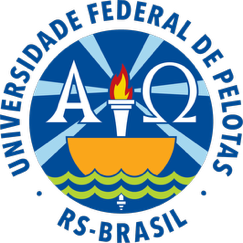 UNIVERSIDADE FEDERAL DE PELOTAS
Α Ω
RS-BRASIL